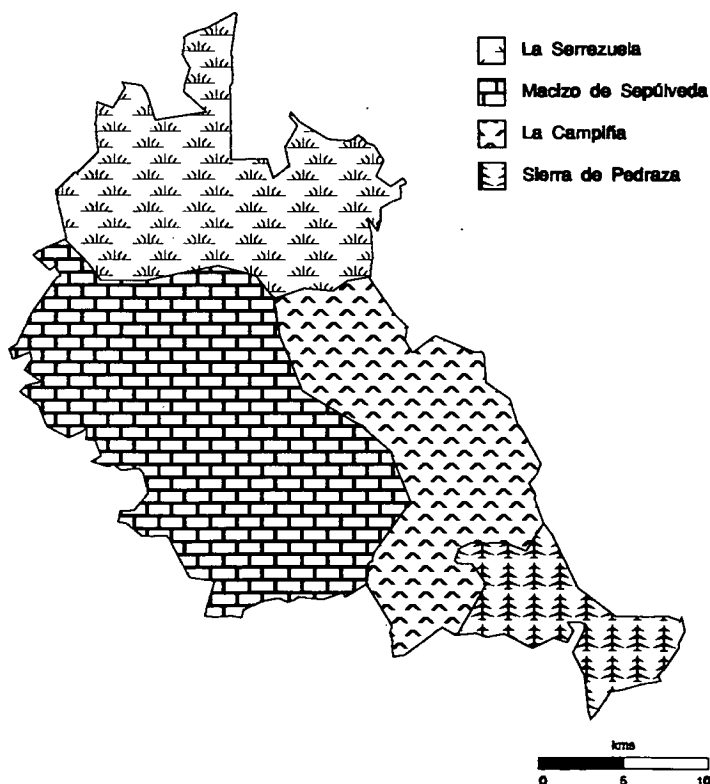 La Serrezuela
Macizo de Sepúlveda
La Campiña
Sierra de Pedraza
kms
0 5 10